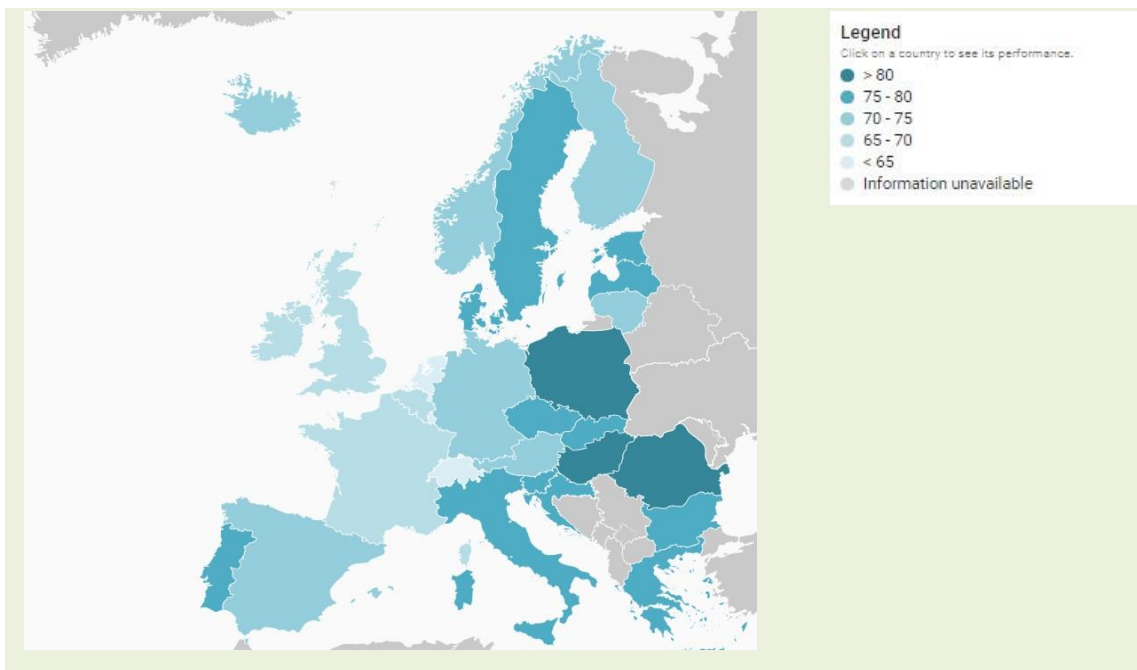 Legend
Click on a country to see its performance.
> 80
75 - 80
70 - 75
65 - 70
< 65
Information unavailable